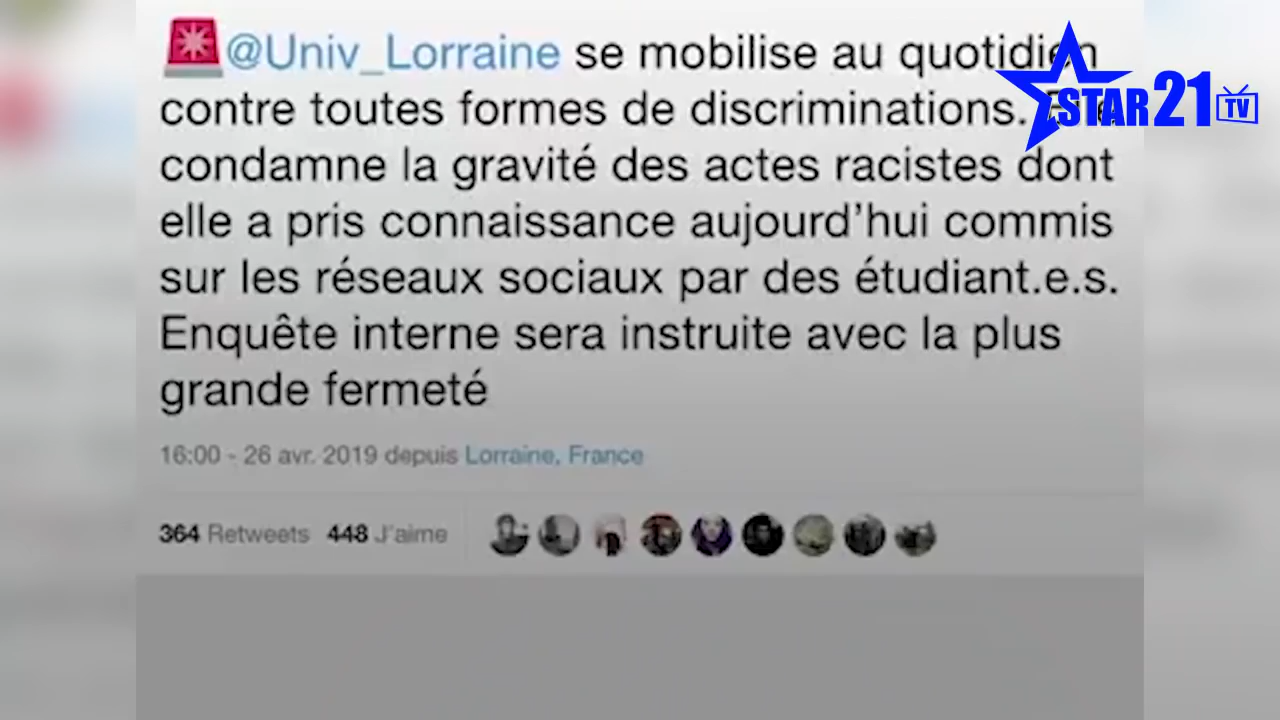 @Univ_Lorraine se mobilise au quotidien
contre toutes formes de discriminations.
condamne la gravité des actes racistes dont
elle a pris connaissance aujourd'hui commis
sur les réseaux sociaux par des étudiant.e.s.
Enquête interne sera instruite avec la plus
grande fermeté
16:00 - 26 avr. 2019 depuis Lorraine, France
364 Retweets 448 J'aime
STAR 21 TV